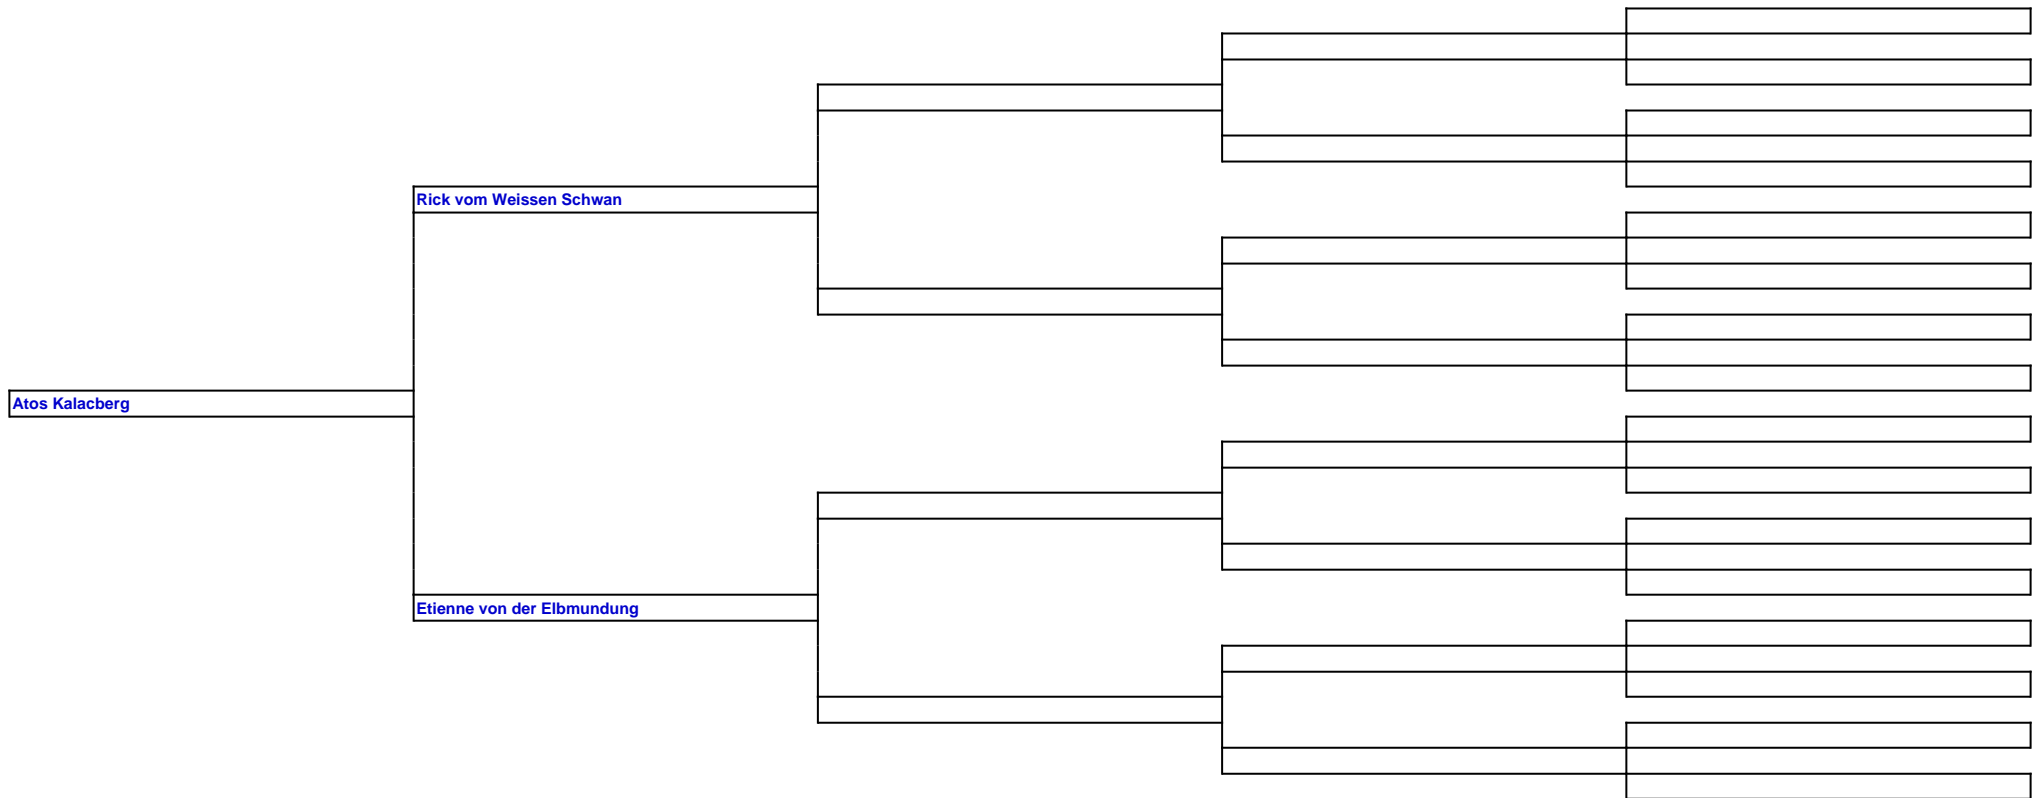 Rick vom Weissen Schwan
Atos Kalacberg
Etienne von der Elbmundung